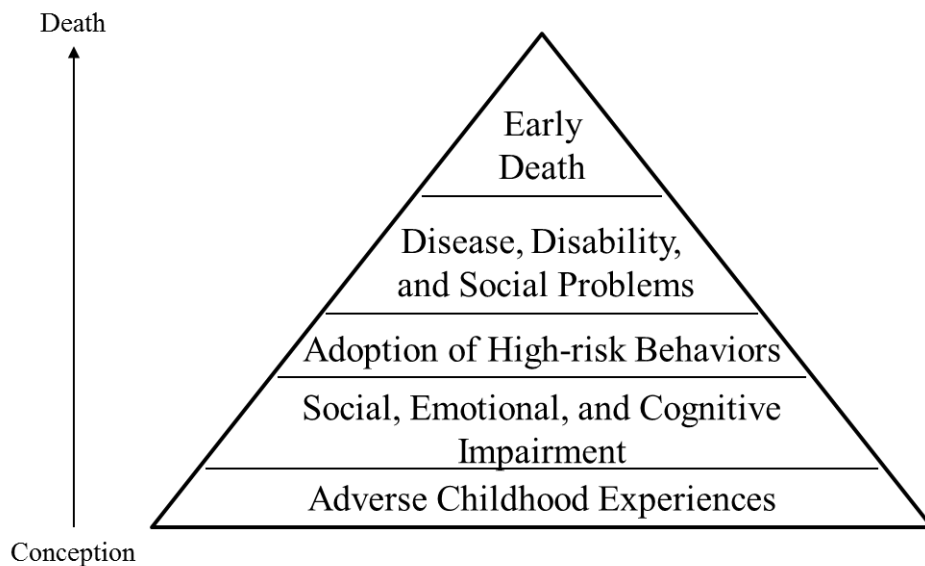 Death
Early
Death
Disease, Disability,
and Social Problems
Adoption of High-risk Behaviors
Social, Emotional, and Cognitive
Impairment
Adverse Childhood Experiences
Conception